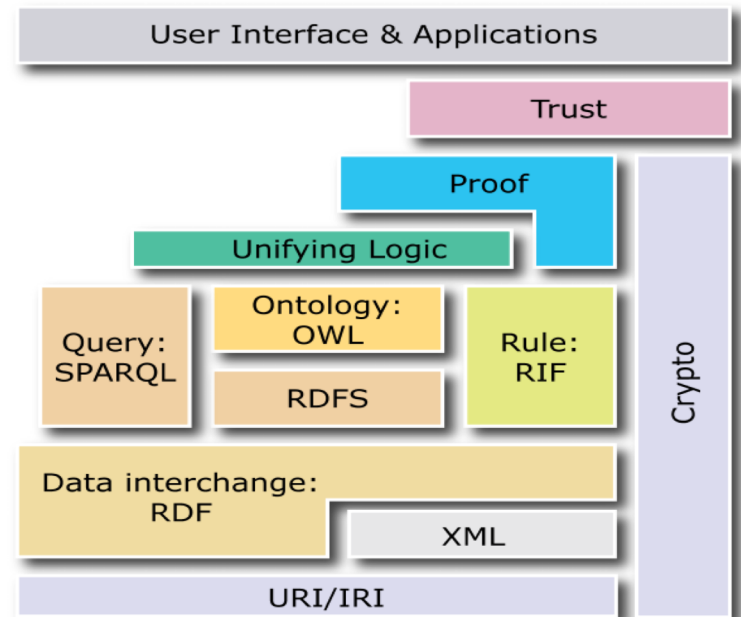 User Interface & Applications
Trust
Proof
Unifying Logic
Query:
SPARQL
Ontology:
OWL
RDFS
Rule:
RIF
Crypto
Data interchange:
RDF
XML
URI/IRI